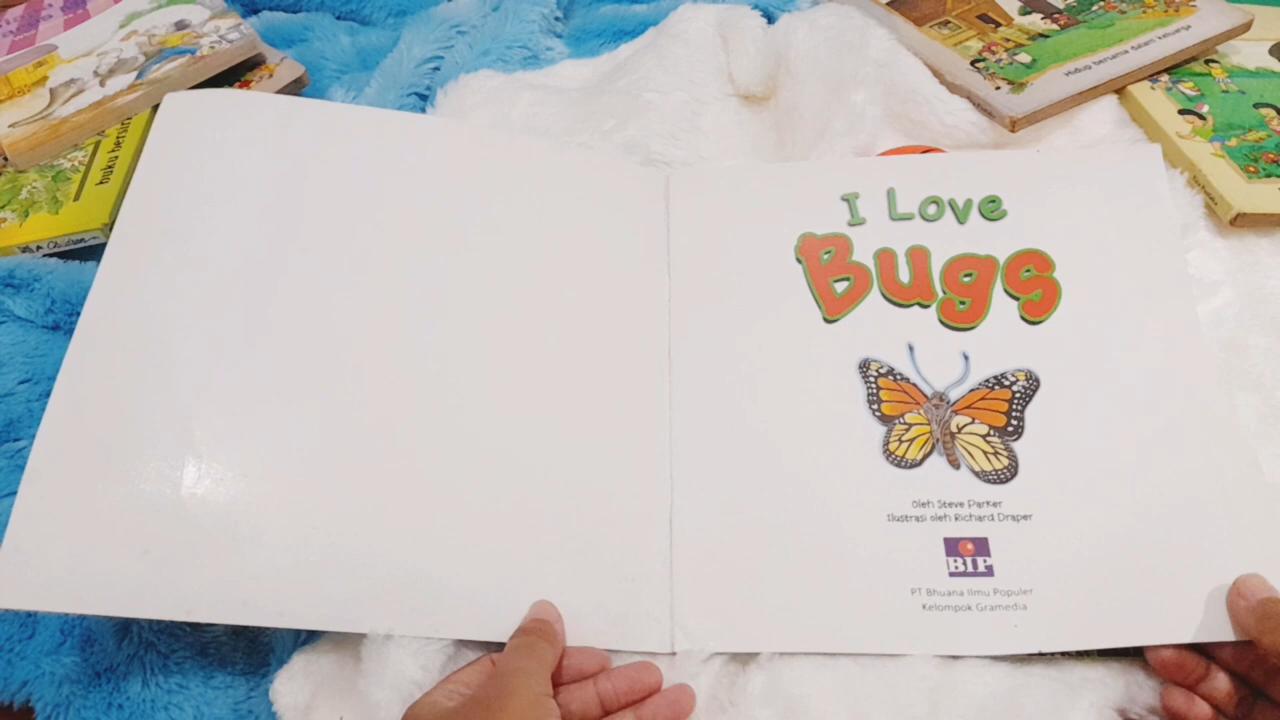 I Love
Bugs
Oleh Steve Parker
Ilustrasi oleh Richard Draper
BIP
PT Bhuana Ilmu Populer
Kelompok Gramedia
Hidup bersama dalam keluarga
buku bersiri